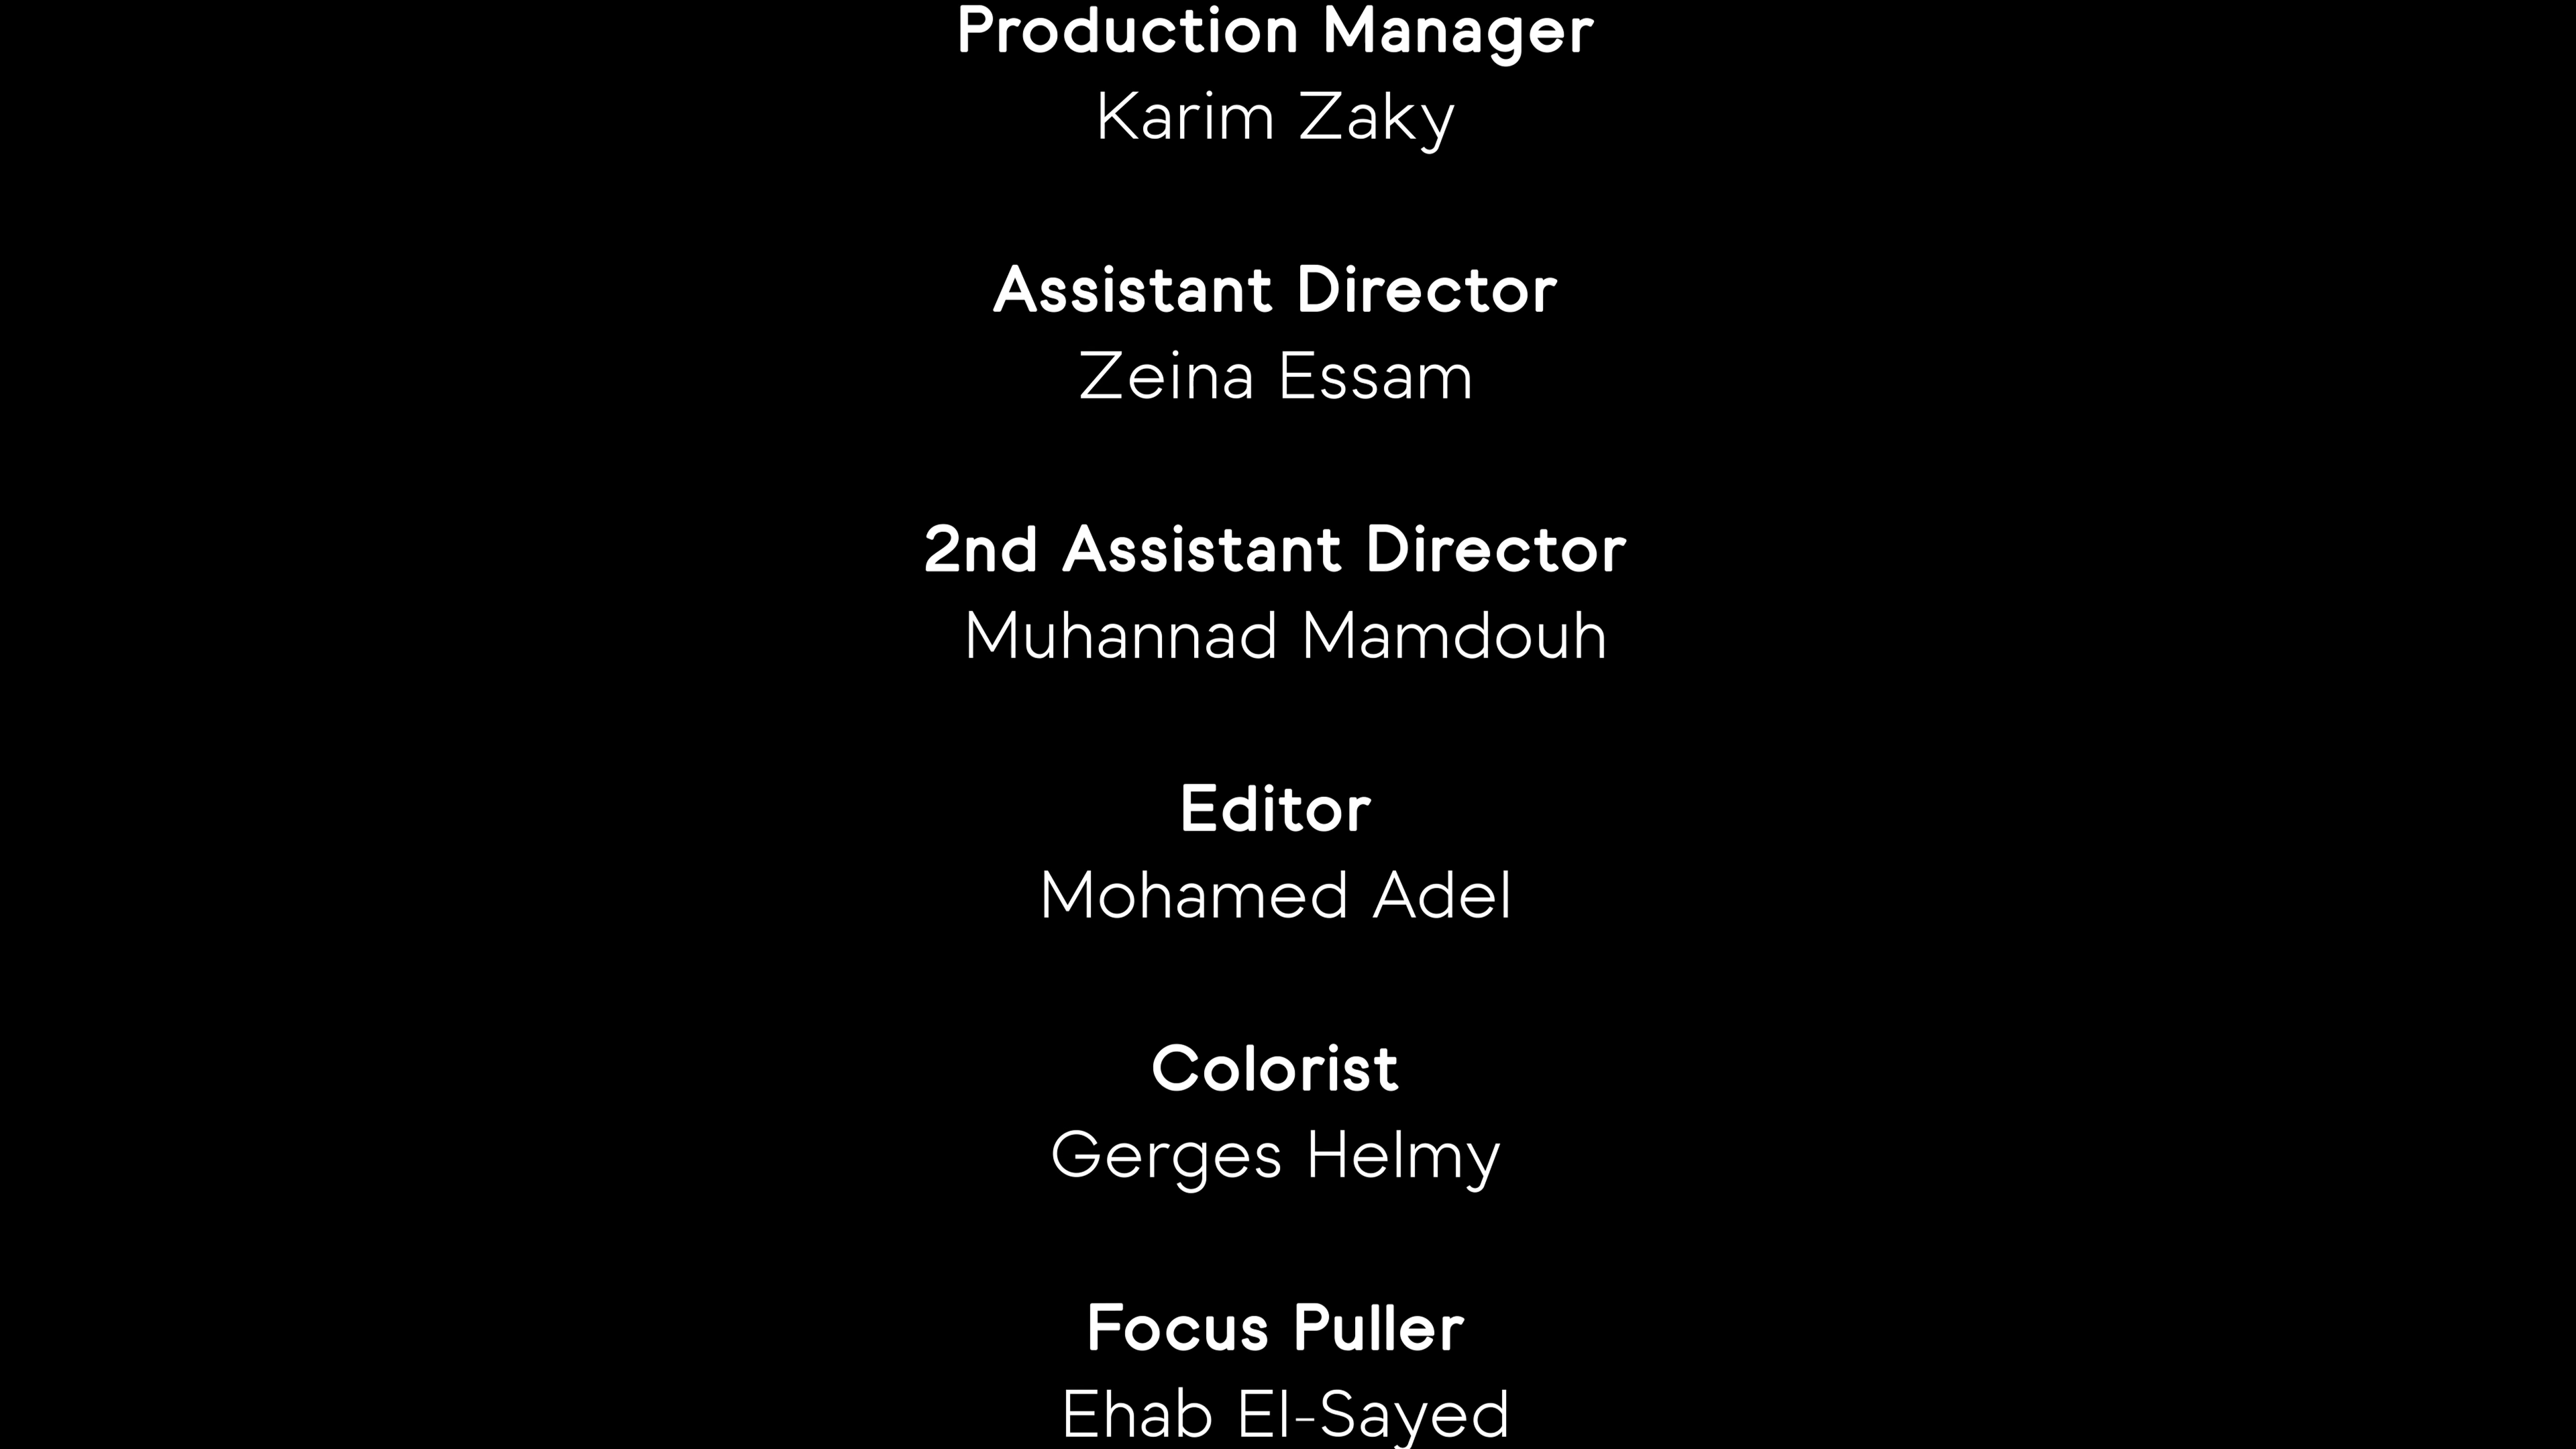 Production Manager
Karim Zaky
Assistant Director
Zeina Essam
2nd Assistant Director
Muhannad Mamdouh
Editor
Mohamed Adel
Colorist
Gerges Helmy
Focus Puller
Ehab El-Sayed